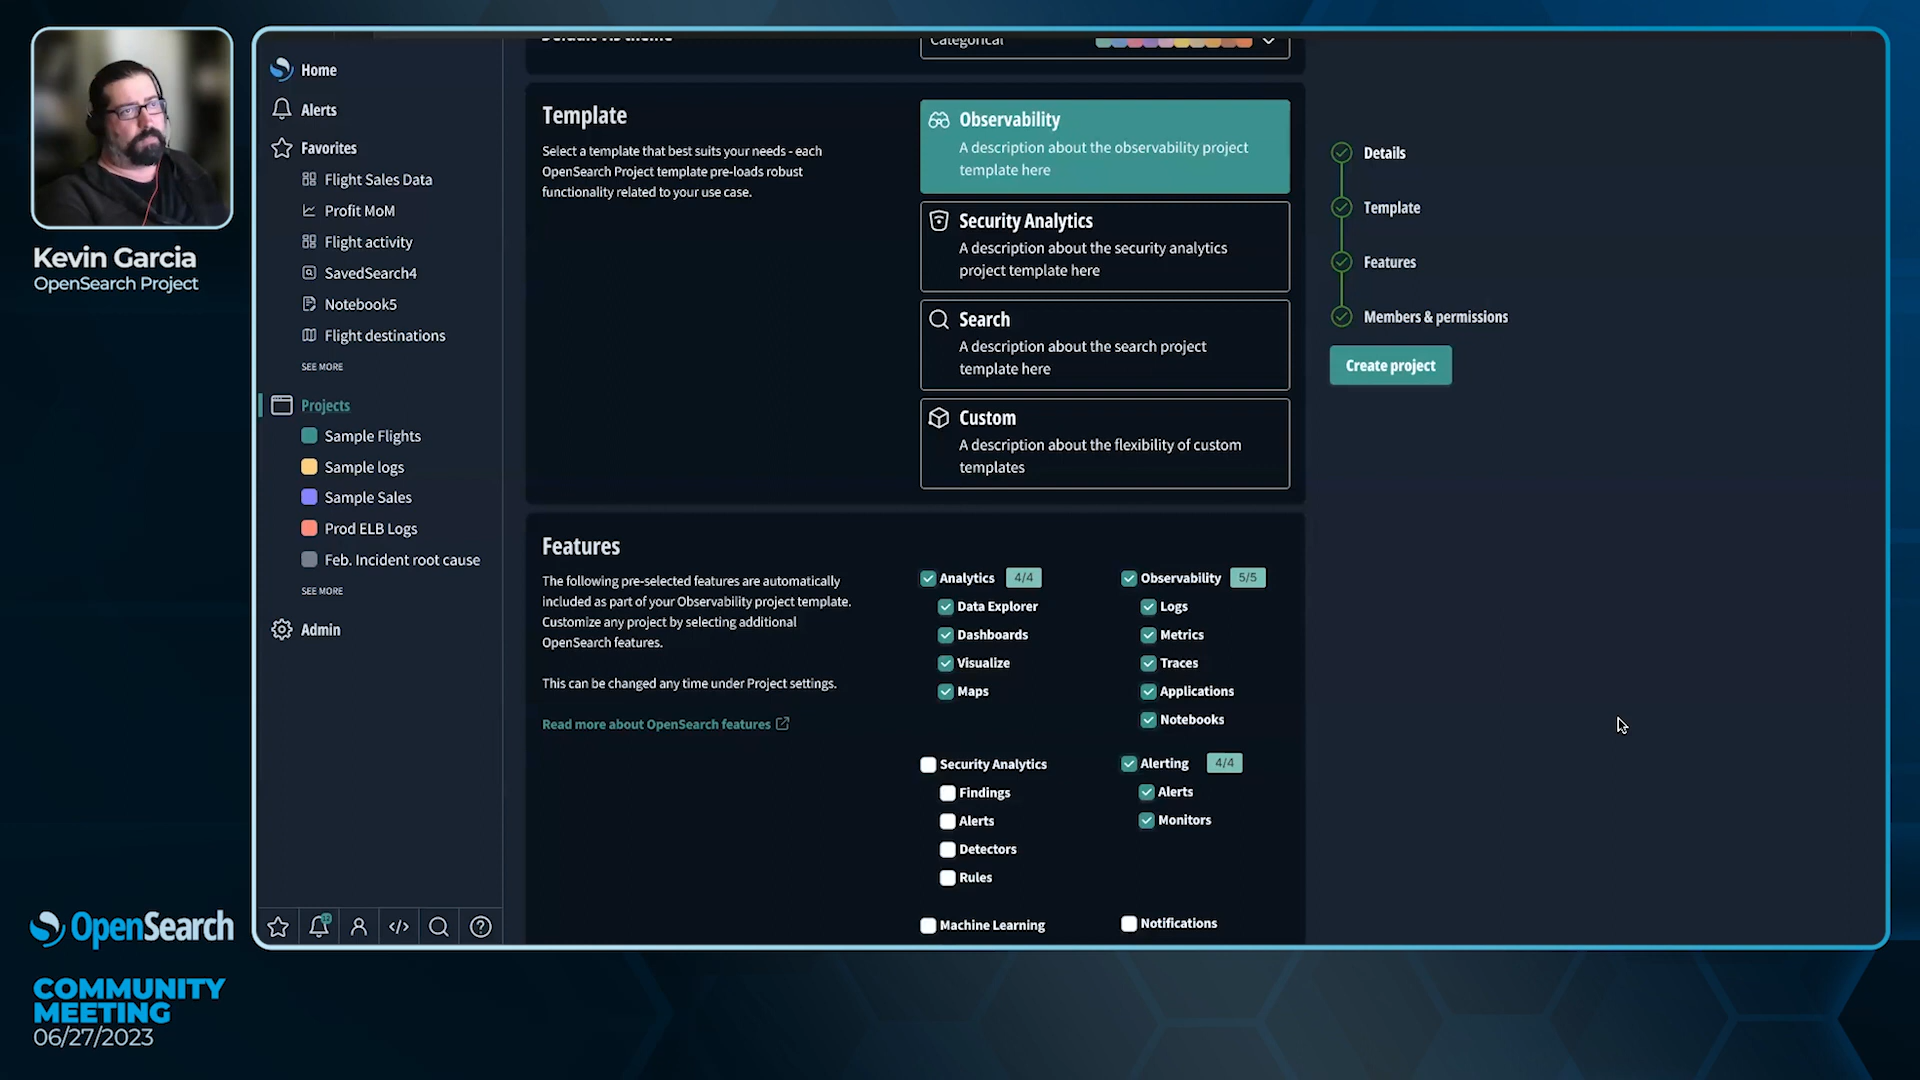 Kevin Garcia
OpenSearch Project
OpenSearch
COMMUNITY
MEETING
06/27/2023
Home
Alerts
Favorites
Flight Sales Data
Profit MoM
Flight activity
SavedSearch4
Notebook5
Flight destinations
SEE MORE
Projects
Sample Flights
Sample logs
Sample Sales
Prod ELB Logs
Feb. Incident root cause
SEE MORE
Admin
Default vis theme
Categorical
Template
Select a template that best suits your needs - each
OpenSearch Project template pre-loads robust
functionality related to your use case.
Observability
A description about the observability project
template here
Security Analytics
A description about the security analytics
project template here
Search
A description about the search project
template here
Custom
A description about the flexibility of custom
templates
Features
The following pre-selected features are automatically
included as part of your Observability project template.
Customize any project by selecting additional
OpenSearch features.
This can be changed any time under Project settings.
Read more about OpenSearch features
Analytics 4/4
Data Explorer
Dashboards
Visualize
Maps
Observability 5/5
Logs
Metrics
Traces
Applications
Notebooks
Security Analytics
Findings
Alerts
Detectors
Rules
Alerting 4/4
Alerts
Monitors
Machine Learning
Notifications
Details
Template
Features
Members & permissions
Create project